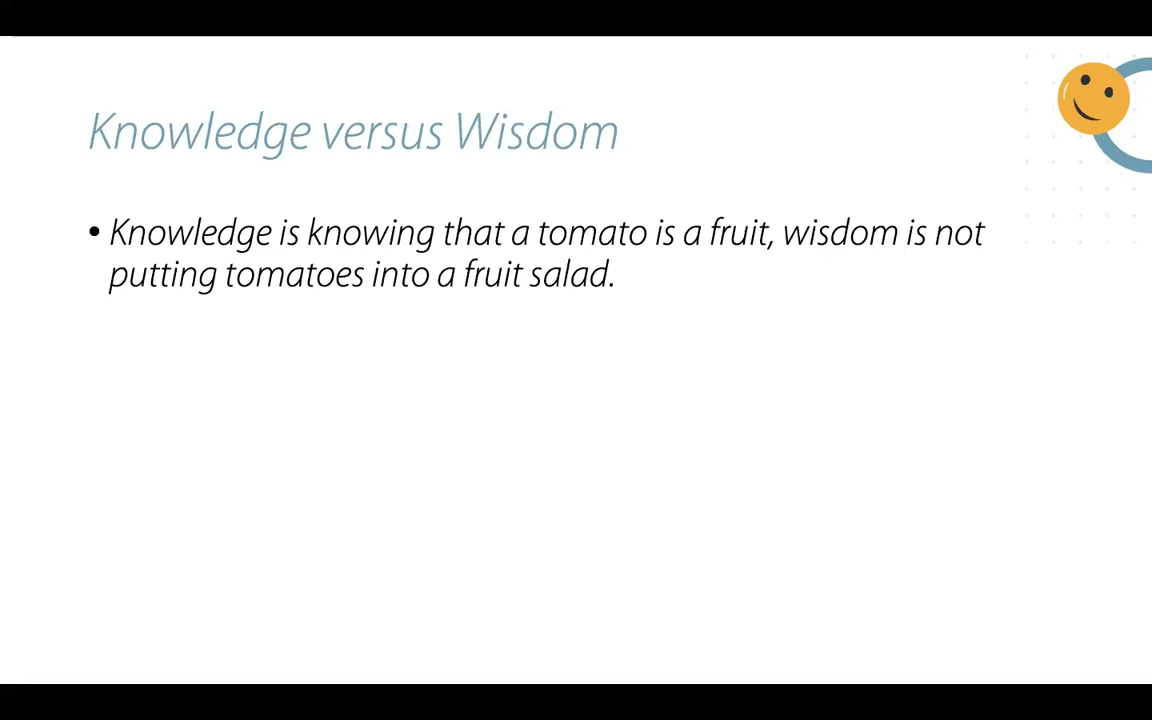 Knowledge versus Wisdom
• Knowledge is knowing that a tomato is a fruit, wisdom is not
putting tomatoes into a fruit salad.